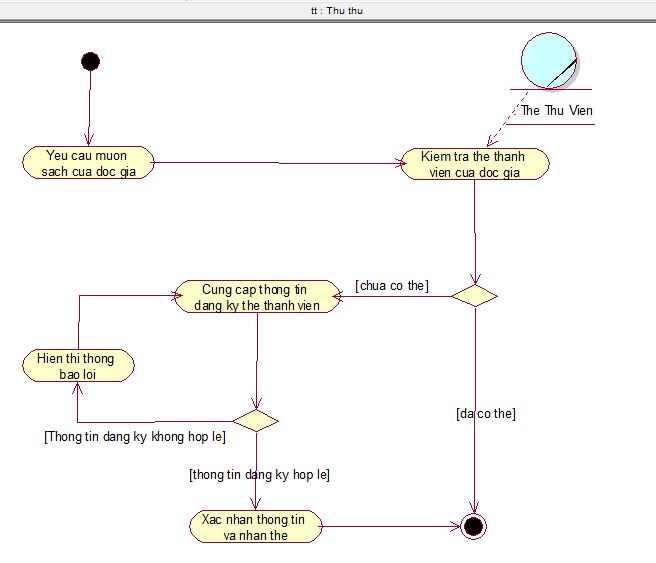 tt : Thu thu
The Thu Vien
Yeu cau muon
sach cua doc gia
Kiem tra the thanh
vien cua doc gia
Cung cap thong tin
dang ky the thanh vien
[chua co the]
Hien thi thong
bao loi
[da co the]
[Thong tin dang ky khong hop le]
[thong tin dang ky hop le]
Xac nhan thong tin
va nhan the